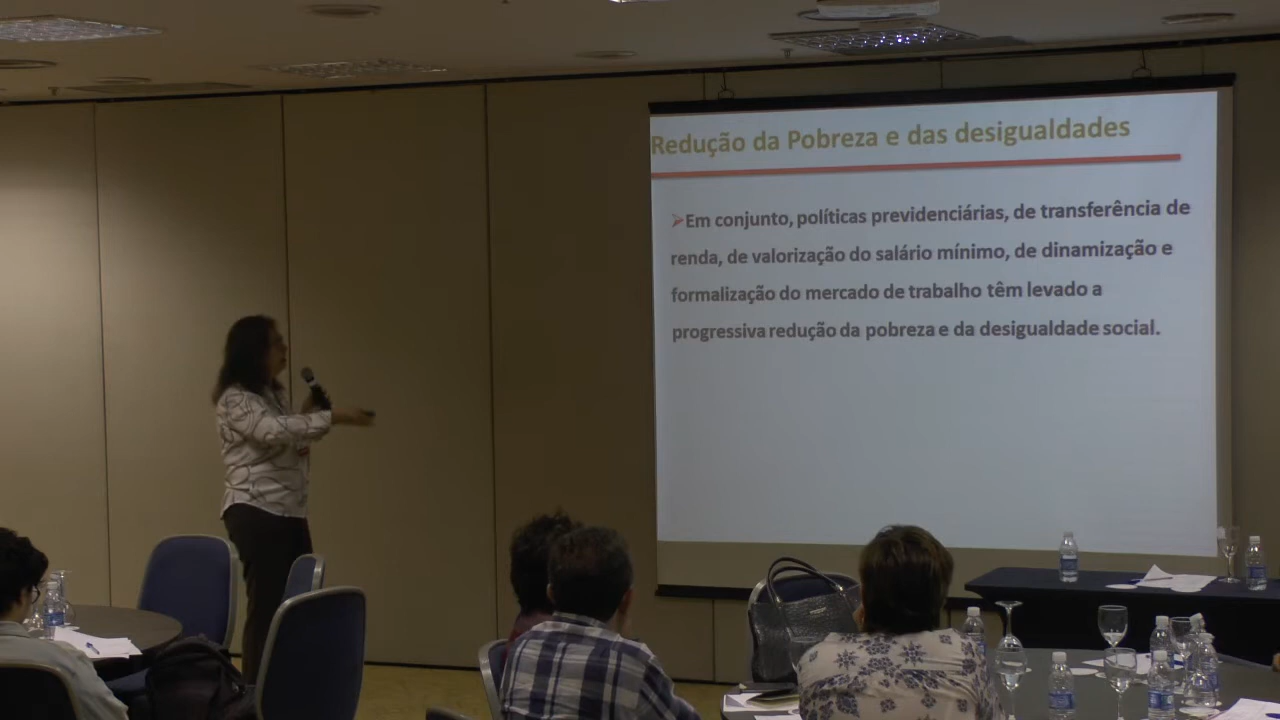 Redução da Pobreza e das desigualdades
➢Em conjunto, políticas previdenciárias, de transferência de
renda, de valorização do salário mínimo, de dinamização e
formalização do mercado de trabalho têm levado a
progressiva redução da pobreza e da desigualdade social.